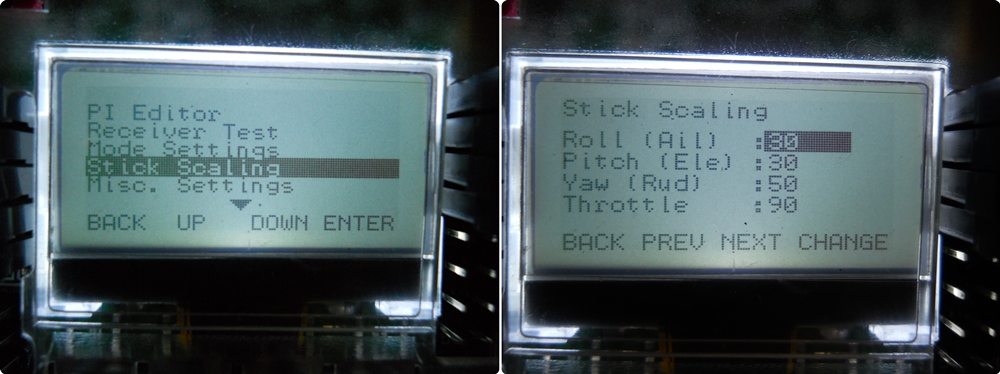 PI Editor
Receiver Test
Mode Settings
Stick Scaling
Misc. Settings
BACK UP DOWN ENTER
Stick Scaling
Roll (Ail) :30
Pitch (Ele) :30
Yaw (Rud) :50
Throttle :90
BACK PREV NEXT CHANGE